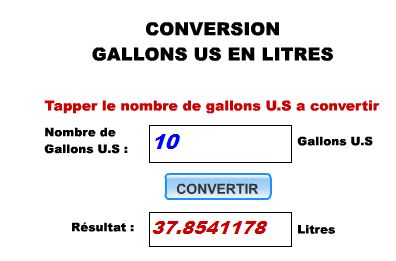 CONVERSION
GALLONS US EN LITRES
Tapper le nombre de gallons U.S a convertir
Nombre de
Gallons U.S :
10
Gallons U.S
CONVERTIR
Résultat :
37.8541178
Litres